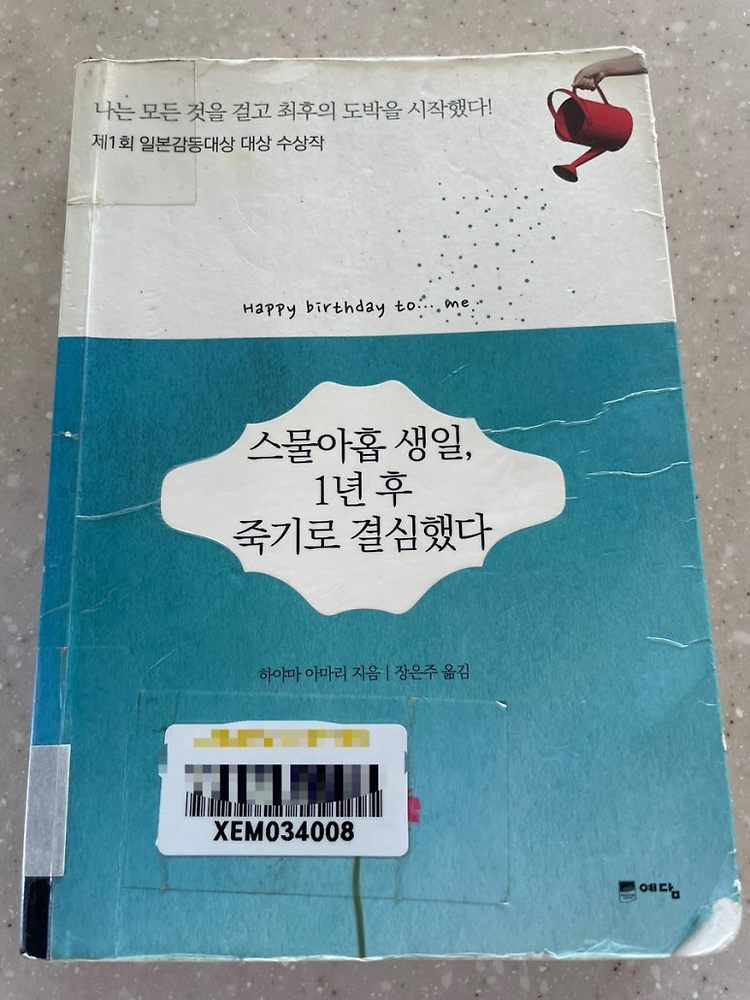 나는 모든 것을 걸고 최후의 도박을 시작했다!
제1회 일본감동대상 대상 수상작
Happy birthday to... me.
스물아홉 생일,
1년 후
죽기로 결심했다
하야마 아마리 지음 | 장은주 옮김
XEM034008
예담